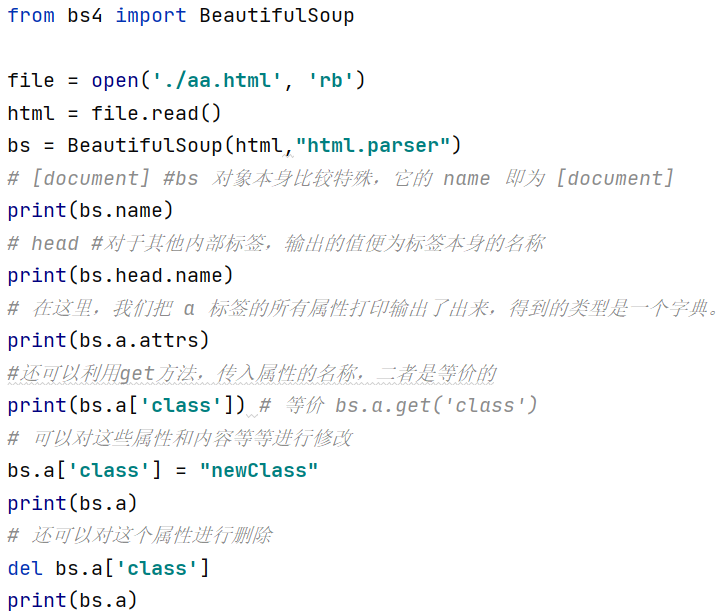 from bs4 import BeautifulSoup
file = open('./aa.html', 'rb')
html = file.read()
bs = BeautifulSoup(html,"html.parser")
# [document] #bs 对象本身比较特殊，它的 name 即为 [document]
print(bs.name)
# head #对于其他内部标签，输出的值便为标签本身的名称
print(bs.head.name)
# 在这里，我们把 a 标签的所有属性打印输出了出来，得到的类型是一个字典。
print(bs.a.attrs)
#还可以利用get方法，传入属性的名称，二者是等价的
print(bs.a['class']) # 等价 bs.a.get('class')
# 可以对这些属性和内容等等进行修改
bs.a['class'] = "newClass"
print(bs.a)
# 还可以对这个属性进行删除
del bs.a['class']
print(bs.a)